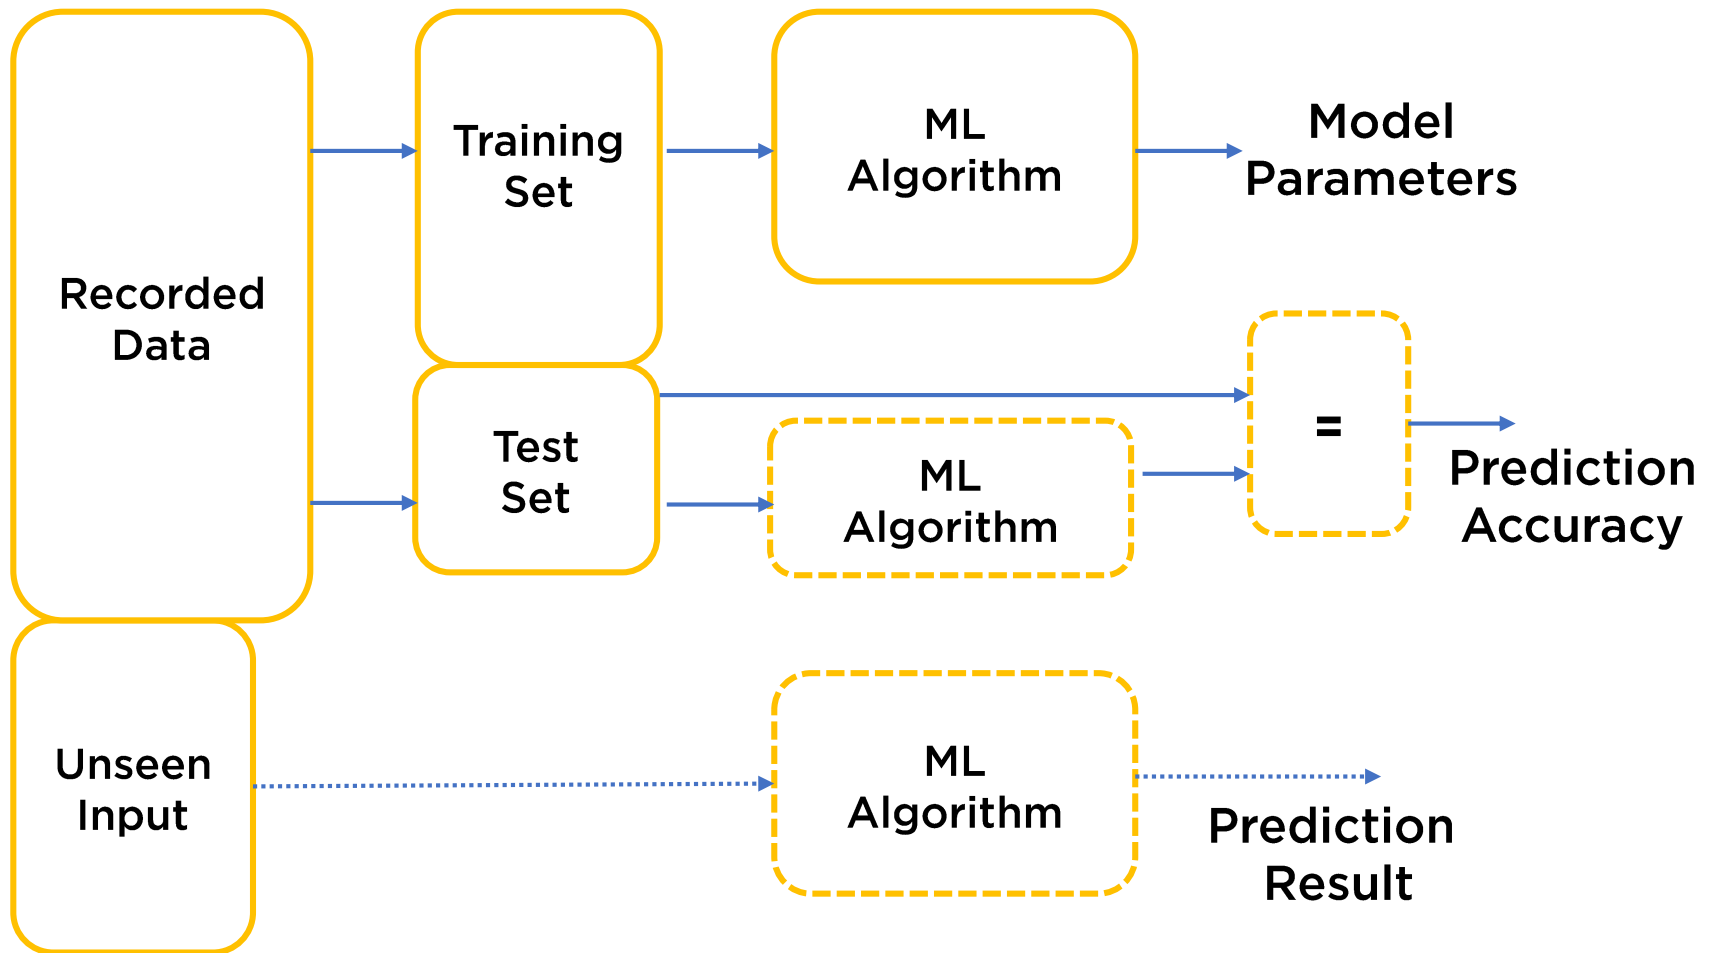 Recorded
Data
Training
Set
ML
Algorithm
Model
Parameters
Test
Set
ML
Algorithm
=
Prediction
Accuracy
Unseen
Input
ML
Algorithm
Prediction
Result